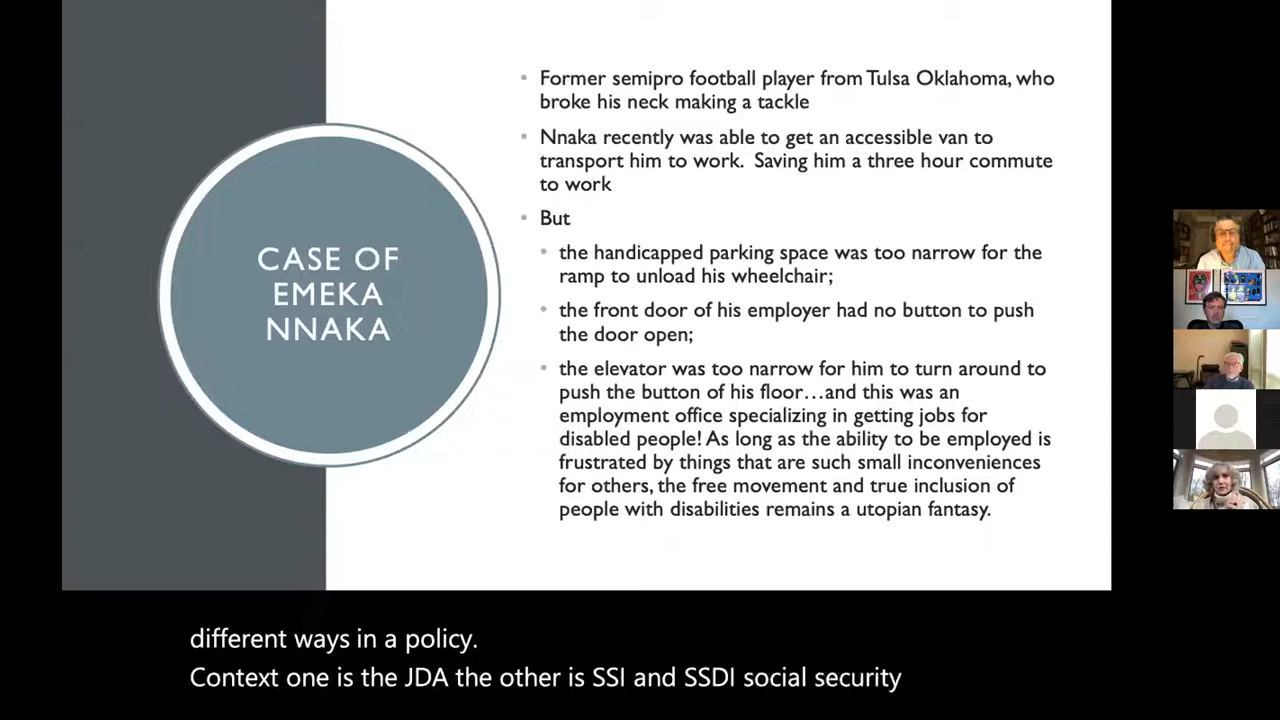 CASE OF
EMEKA
NNAKA
Former semipro football player from Tulsa Oklahoma, who
broke his neck making a tackle
Nnaka recently was able to get an accessible van to
transport him to work.  Saving him a three hour commute
to work
But
the handicapped parking space was too narrow for the
ramp to unload his wheelchair;
the front door of his employer had no button to push
the door open;
the elevator was too narrow for him to turn around to
push the button of his floor…and this was an
employment office specializing in getting jobs for
disabled people! As long as the ability to be employed is
frustrated by things that are such small inconveniences
for others, the free movement and true inclusion of
people with disabilities remains a utopian fantasy.
different ways in a policy.
Context one is the JDA the other is SSI and SSDI social security